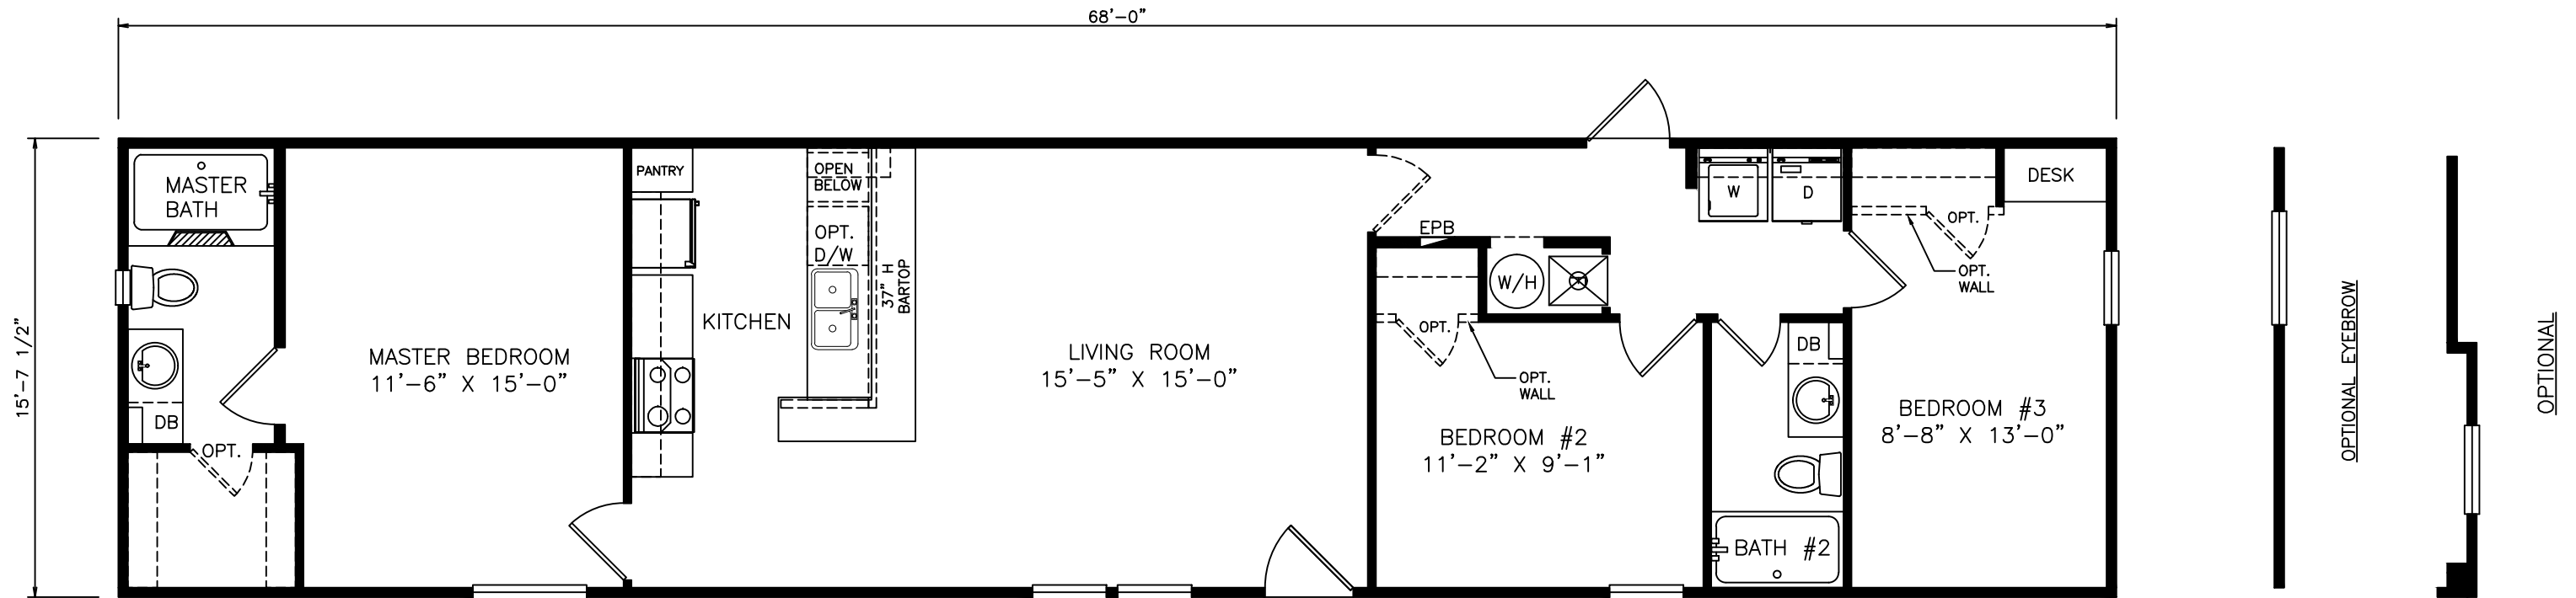 68'-0"
15'-7 1/2"
MASTER
BATH
DB
OPT.
MASTER BEDROOM
11'-6" X 15'-0"
PANTRY
KITCHEN
OPEN
BELOW
OPT.
D/W
37" H
BARTOP
LIVING ROOM
15'-5" X 15'-0"
EPB
W/H
OPT.
OPT.
WALL
BEDROOM #2
11'-2" X 9'-1"
W
D
DB
BATH #2
DESK
OPT.
OPT.
WALL
BEDROOM #3
8'-8" X 13'-0"
OPTIONAL EYEBROW
OPTIONAL